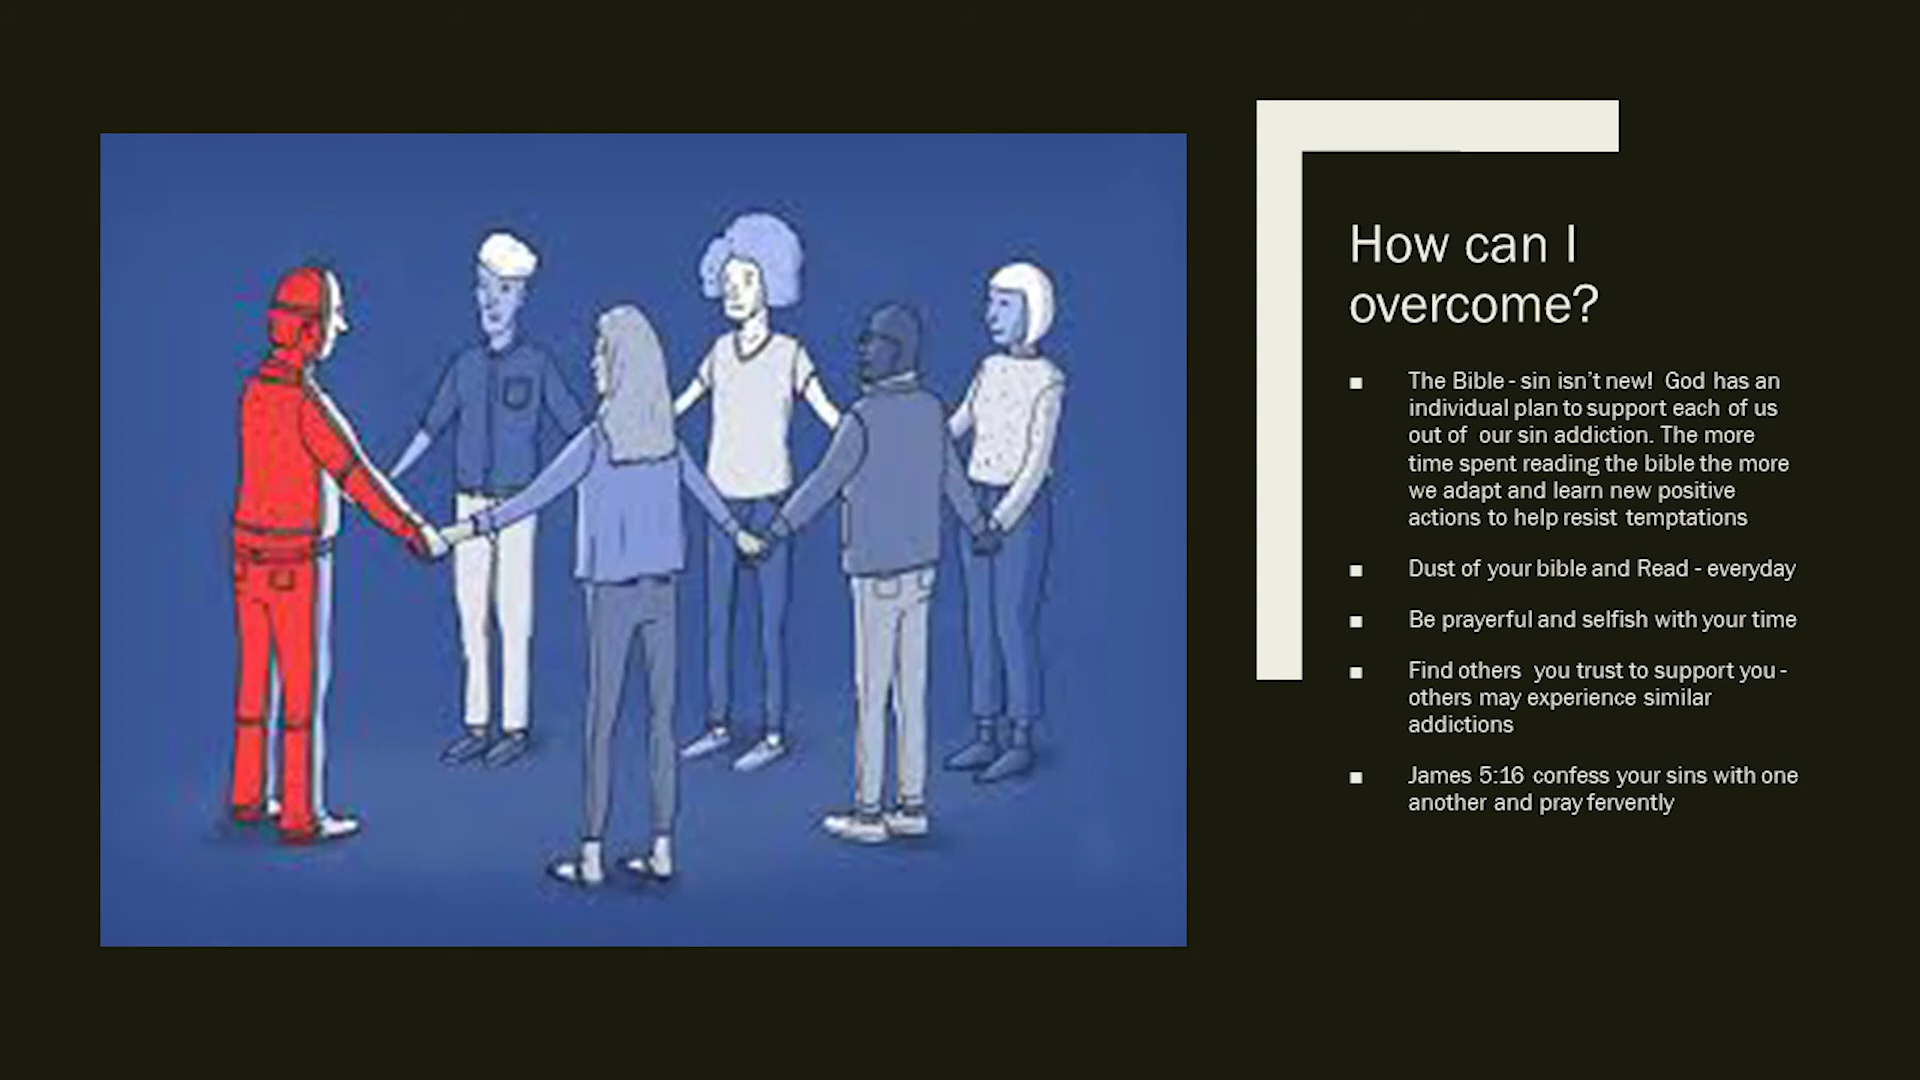 How can I
overcome?
The Bible - sin isn't new!  God has an
individual plan to support each of us
out of  our sin addiction. The more
time spent reading the bible the more
we adapt and learn new positive
actions to help resist temptations
Dust of your bible and Read - everyday
Be prayerful and selfish with your time
Find others  you trust to support you -
others may experience similar
addictions
James 5:16 confess your sins with one
another and pray fervently